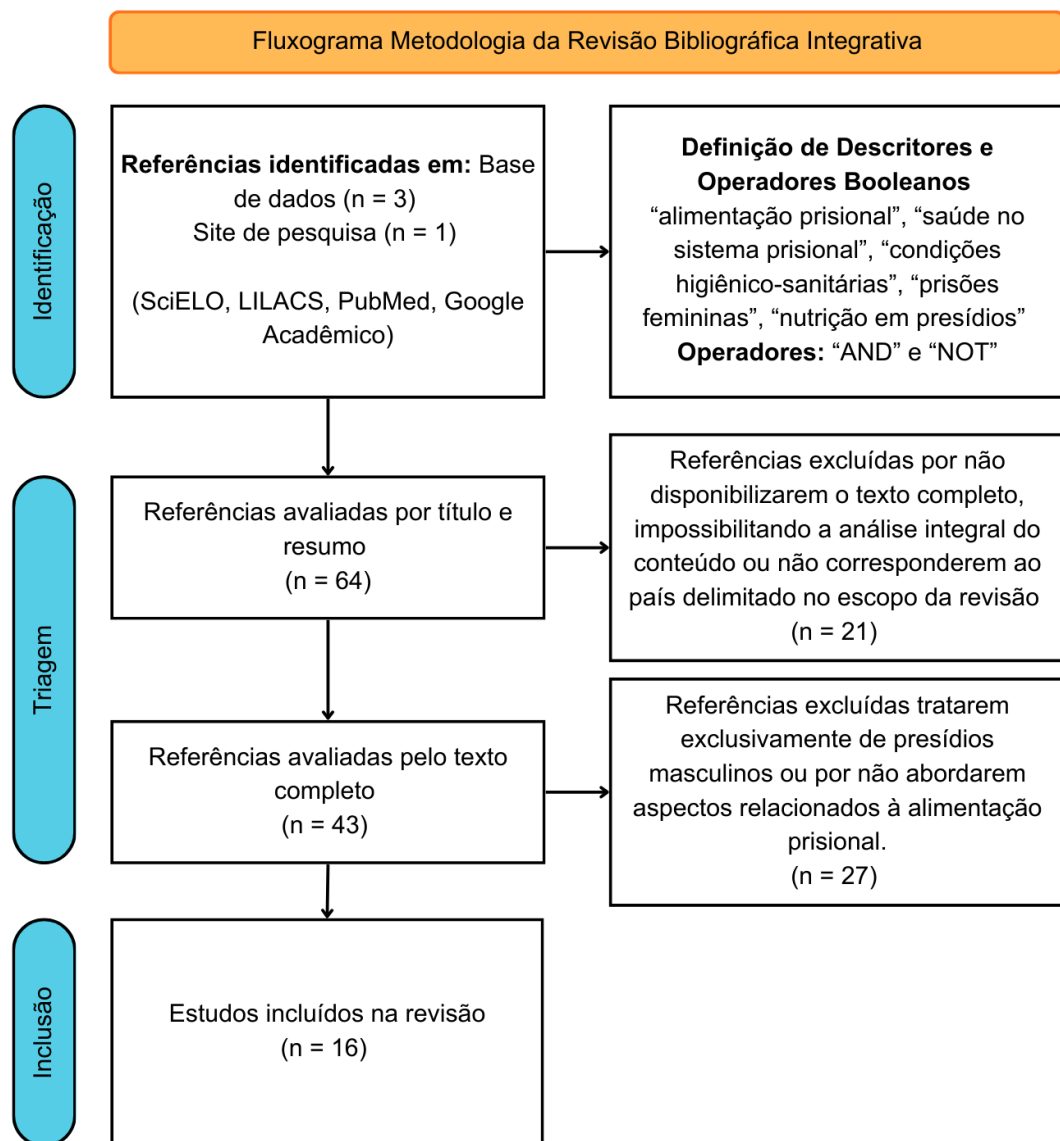 Fluxograma Metodologia da Revisão Bibliográfica Integrativa
Identificação
Referências identificadas em: Base
de dados (n = 3)
Site de pesquisa (n = 1)
(SciELO, LILACS, PubMed, Google
Acadêmico)
Definição de Descritores e
Operadores Booleanos
“alimentação prisional”, “saúde no
sistema prisional”, “condições
higiênico-sanitárias”, “prisões
femininas”, “nutrição em presídios”
Operadores: “AND” e “NOT”
Triagem
Referências avaliadas por título e
resumo
(n = 64)
Referências excluídas por não
disponibilizarem o texto completo,
impossibilitando a análise integral do
conteúdo ou não corresponderem ao
país delimitado no escopo da revisão
(n = 21)
Referências avaliadas pelo texto
completo
(n = 43)
Referências excluídas tratarem
exclusivamente de presídios
masculinos ou por não abordarem
aspectos relacionados à alimentação
prisional.
(n = 27)
Inclusão
Estudos incluídos na revisão
(n = 16)